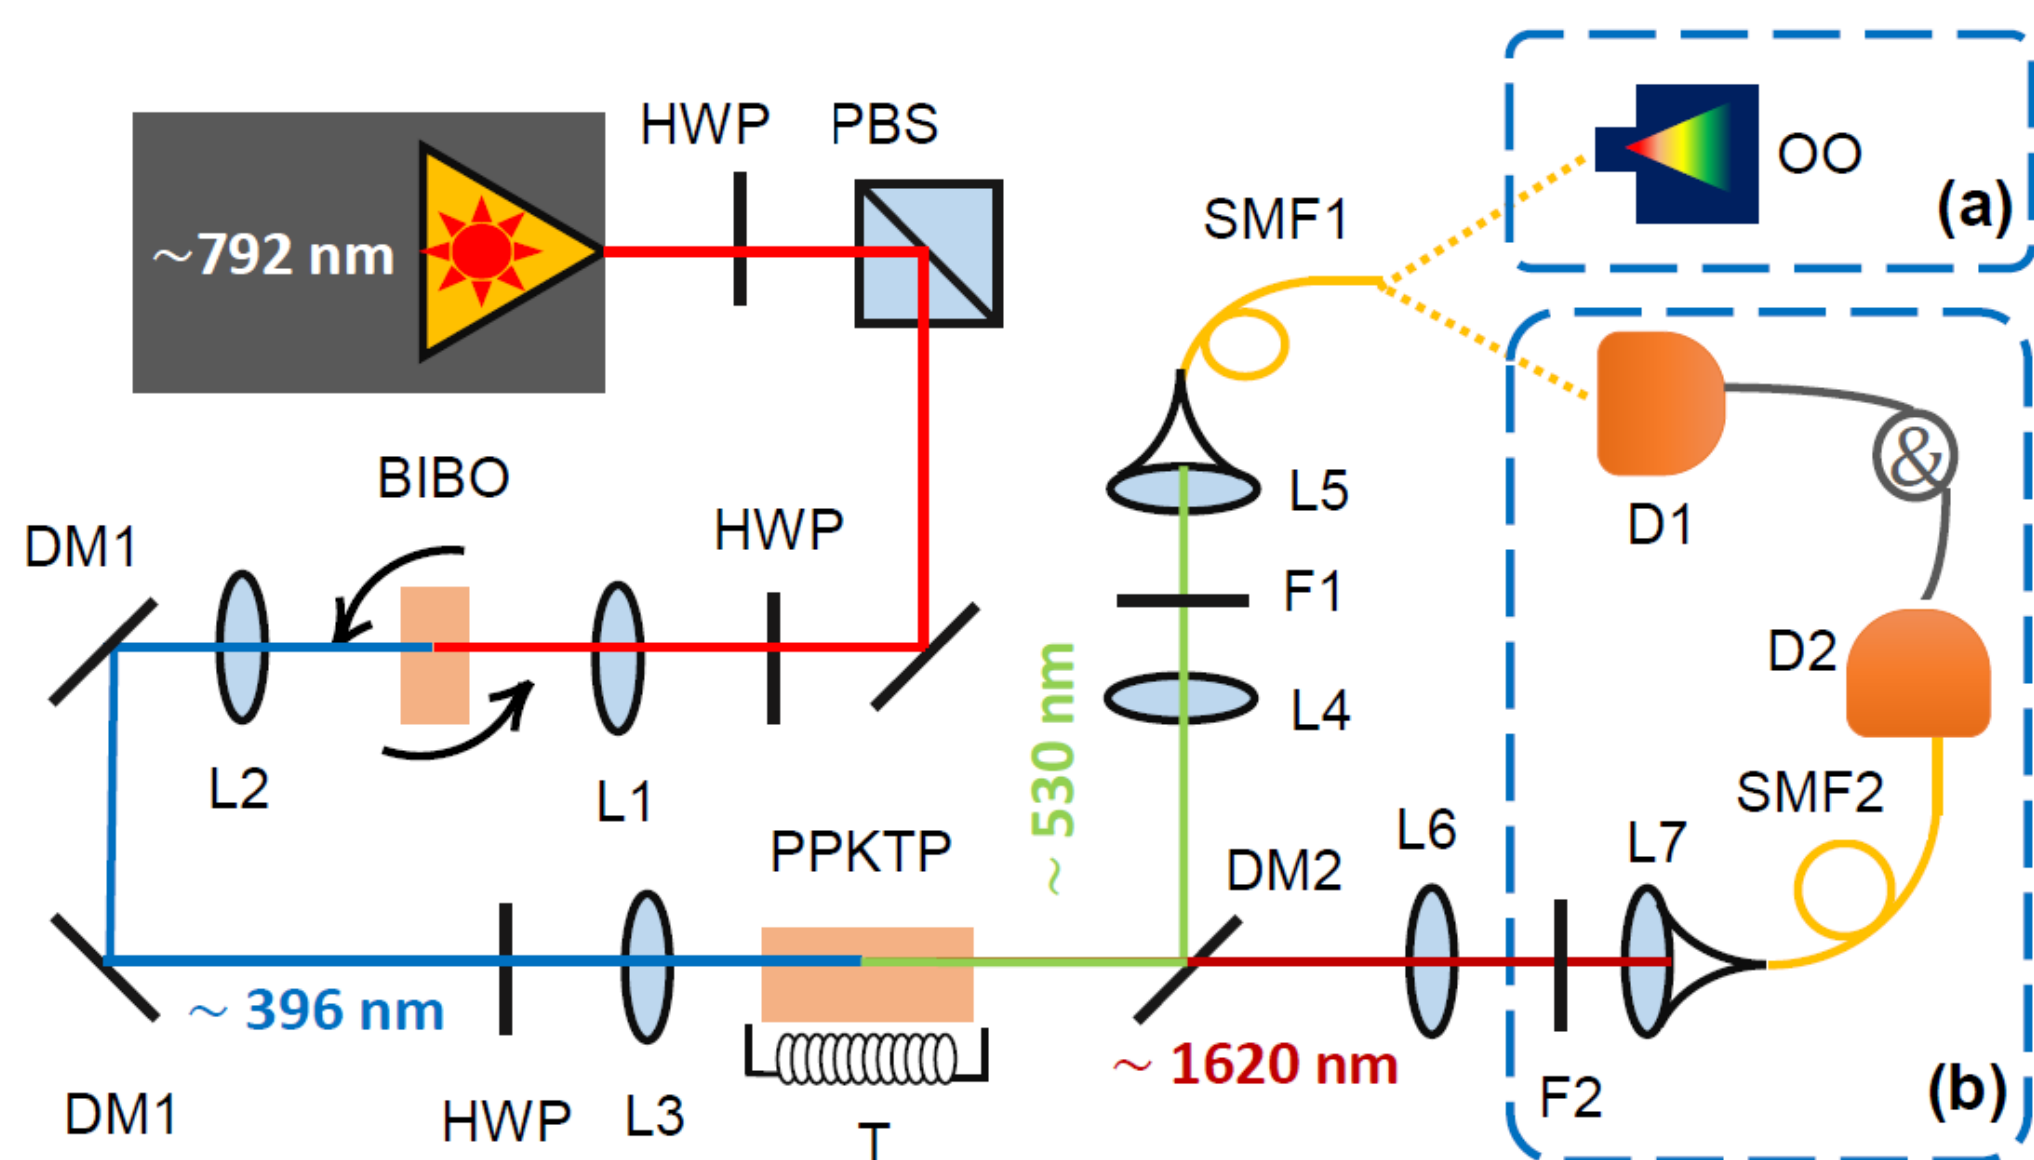 HWP
PBS
OO
(a)
SMF1
~792 nm
BIBO
DM1
HWP
L5
&
D1
F1
D2
L4
L2
L1
~ 530 nm
SMF2
L6
L7
PPKTP
DM2
~ 396 nm
~ 1620 nm
DM1
HWP
L3
T
F2
(b)